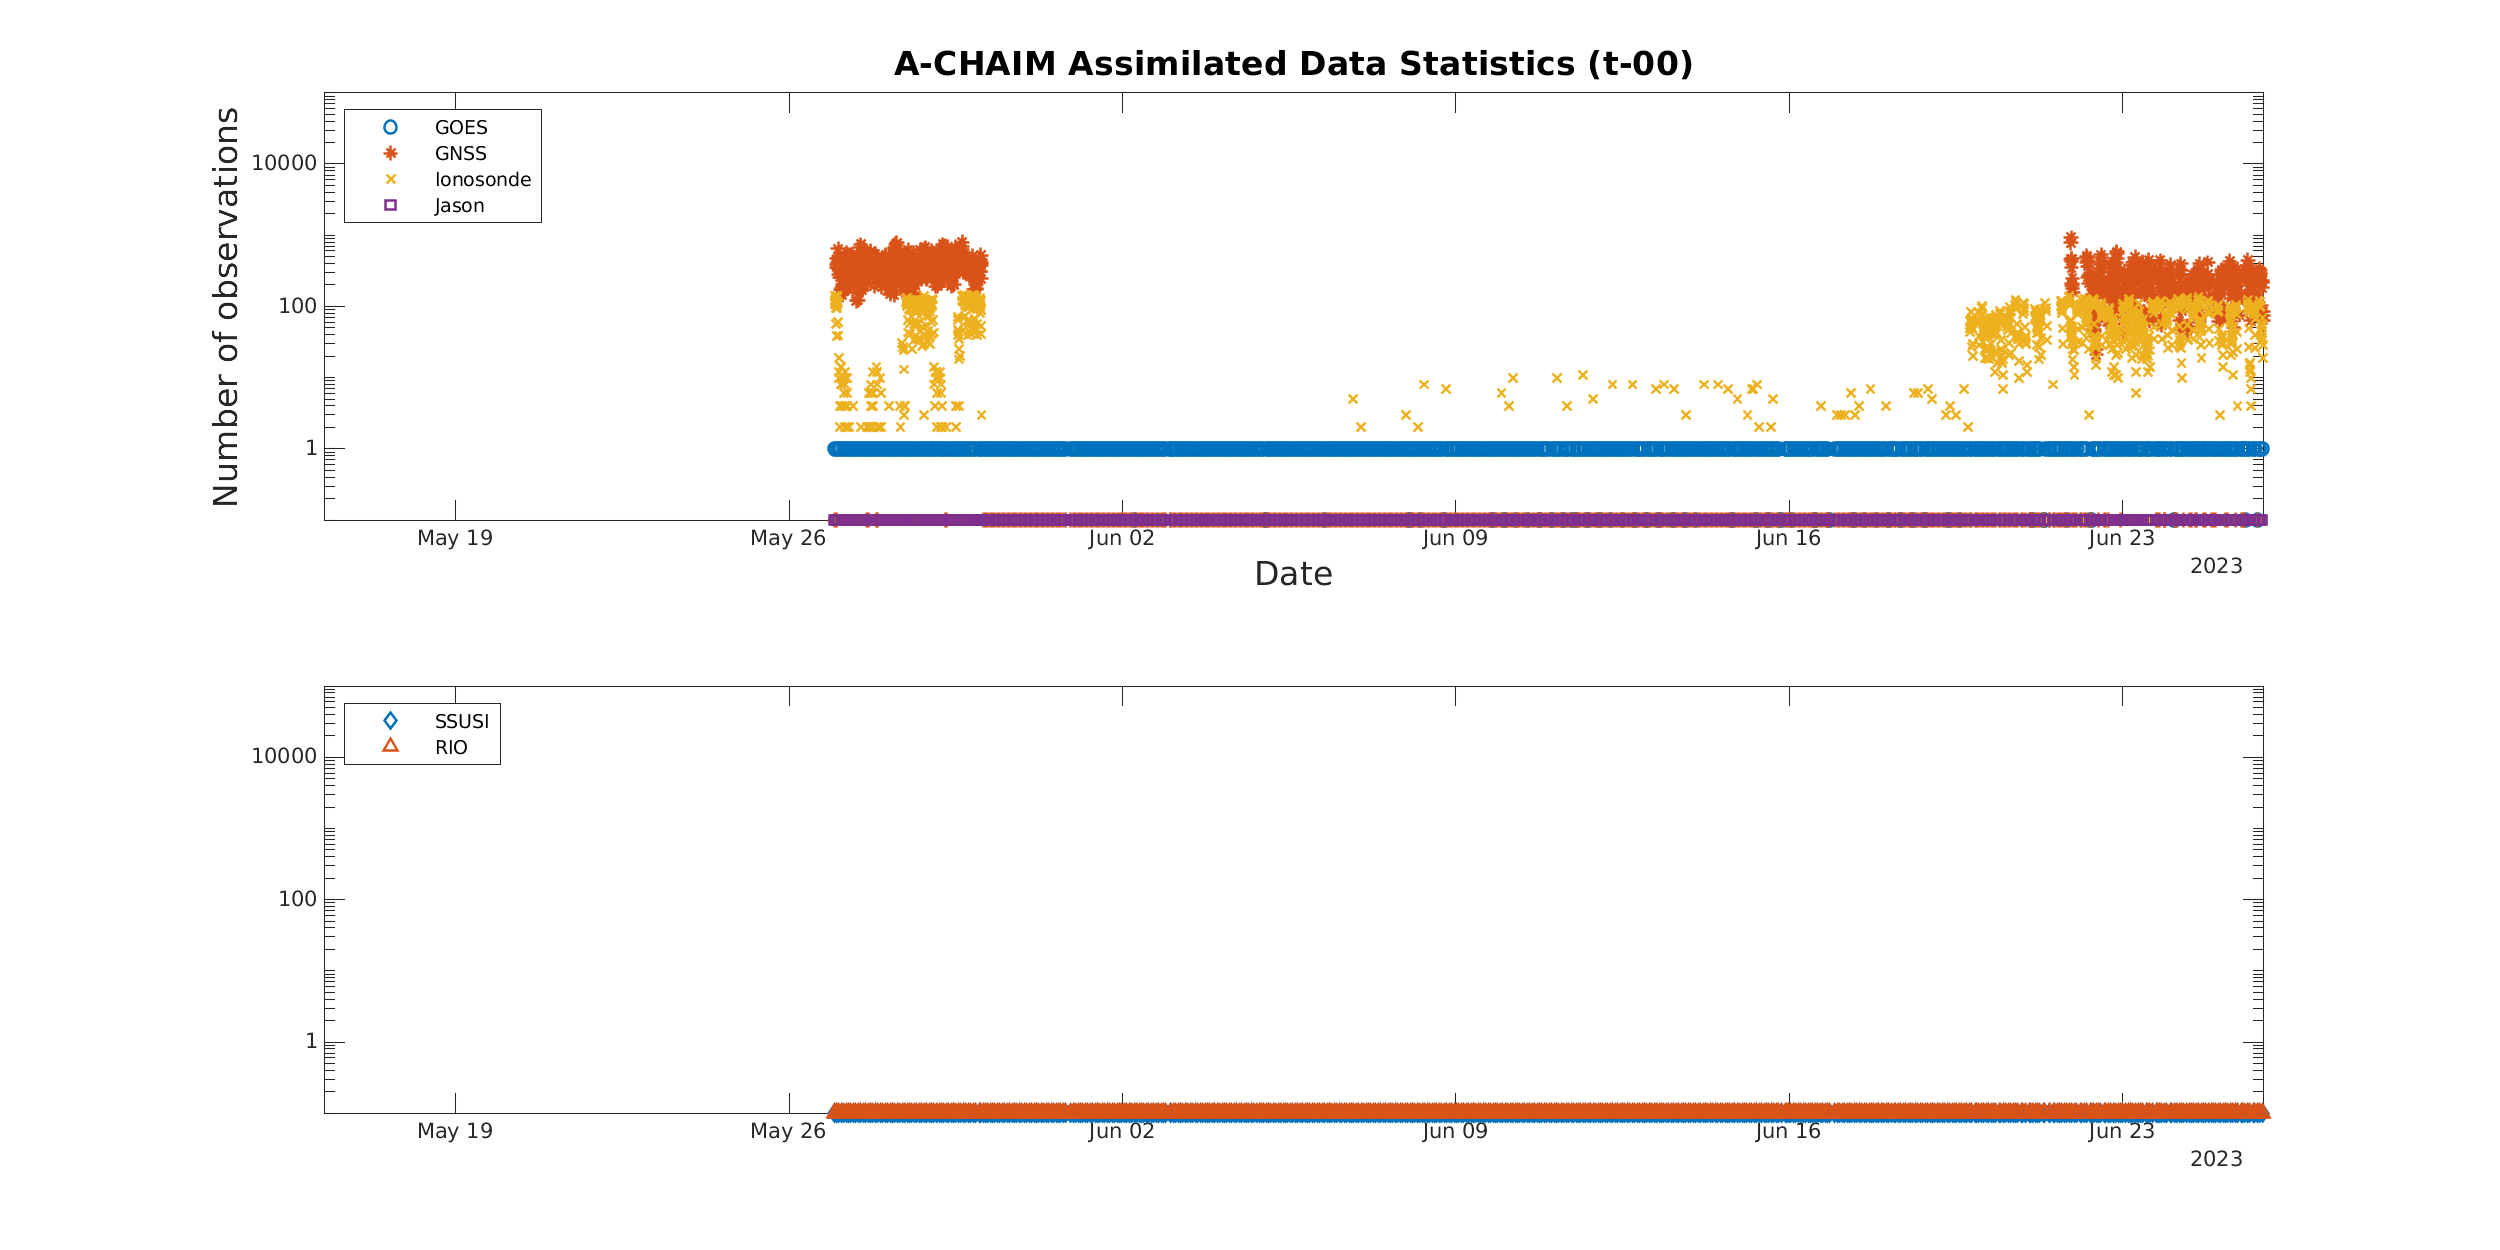 A-CHAIM Assimilated Data Statistics (t-00)
Number of observations
GOES
GNSS
Ionosonde
Jason
10000
100
1
May 19
May 26
Jun 02
Jun 09
Jun 16
Jun 23
2023
Date
SSUSI
RIO
10000
100
1
May 19
May 26
Jun 02
Jun 09
Jun 16
Jun 23
2023